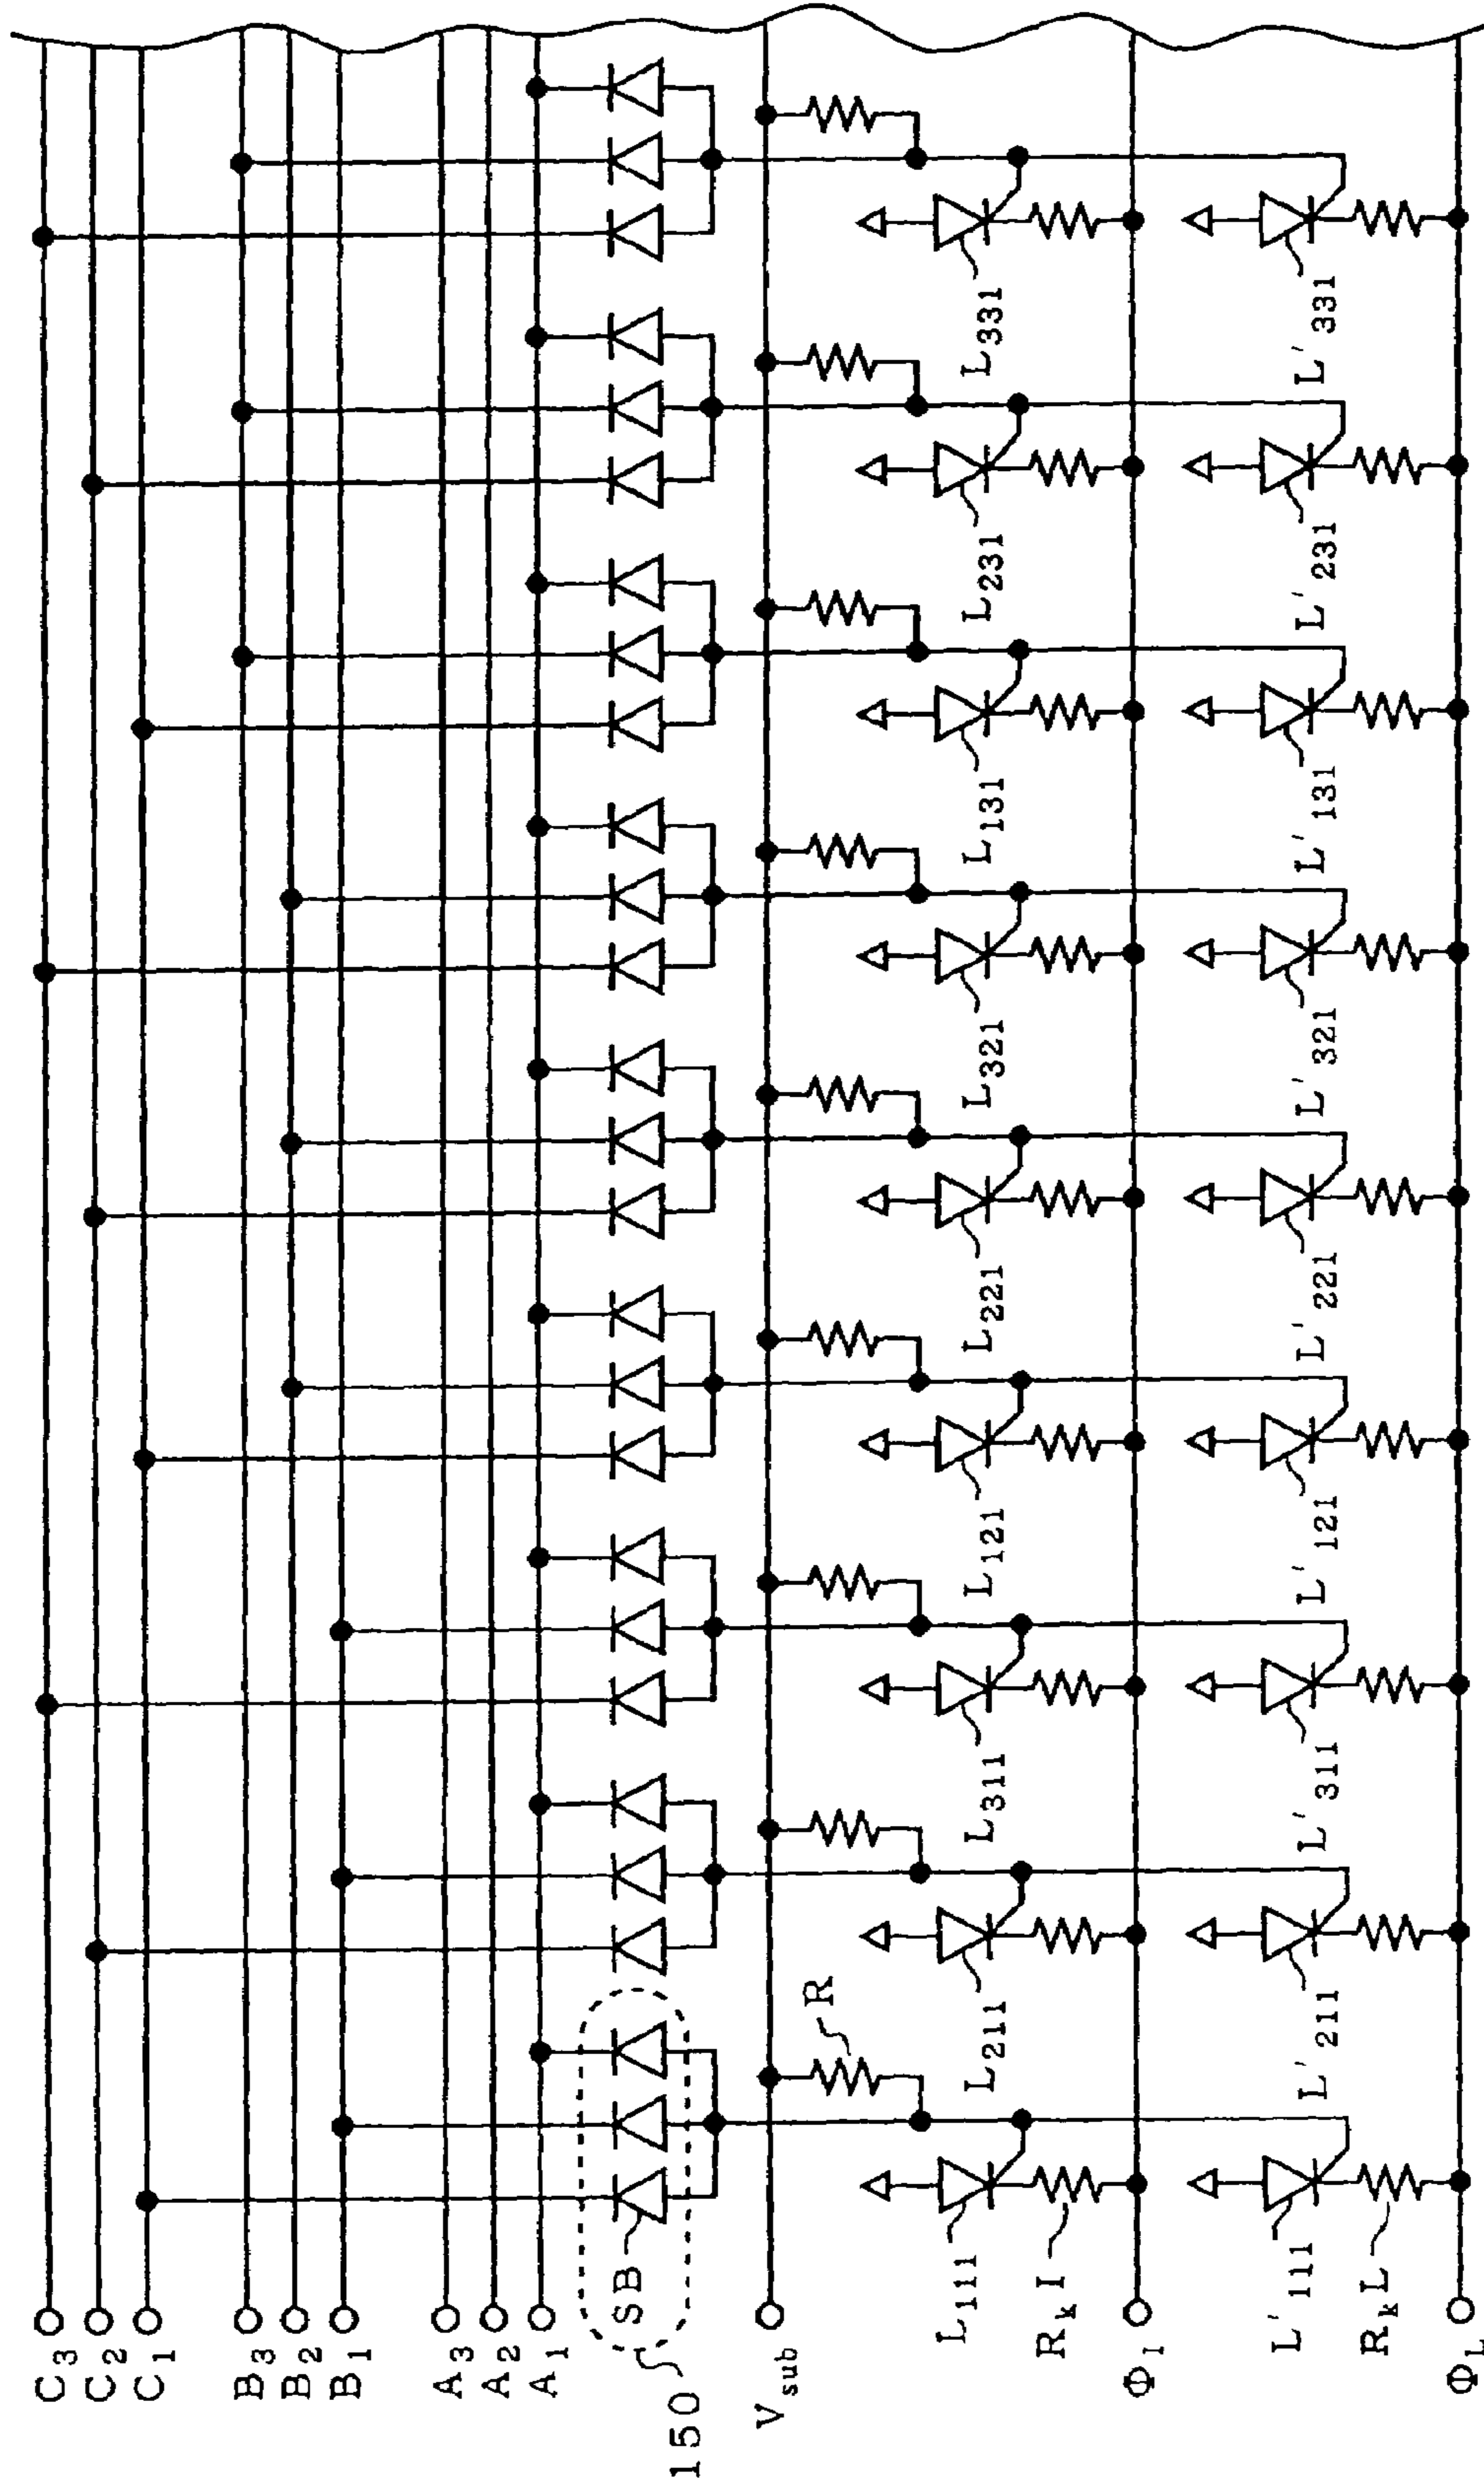 C3
C2
C1
B3
B2
B1
A3
A2
A1
150
SB
Vsub
R
L111
L211
L311
L121
L221
L321
L131
L231
L331
RkI
ΦI
L'111
L'211
L'311
L'121
L'221
L'321
L'131
L'231
L'331
RkL
ΦL